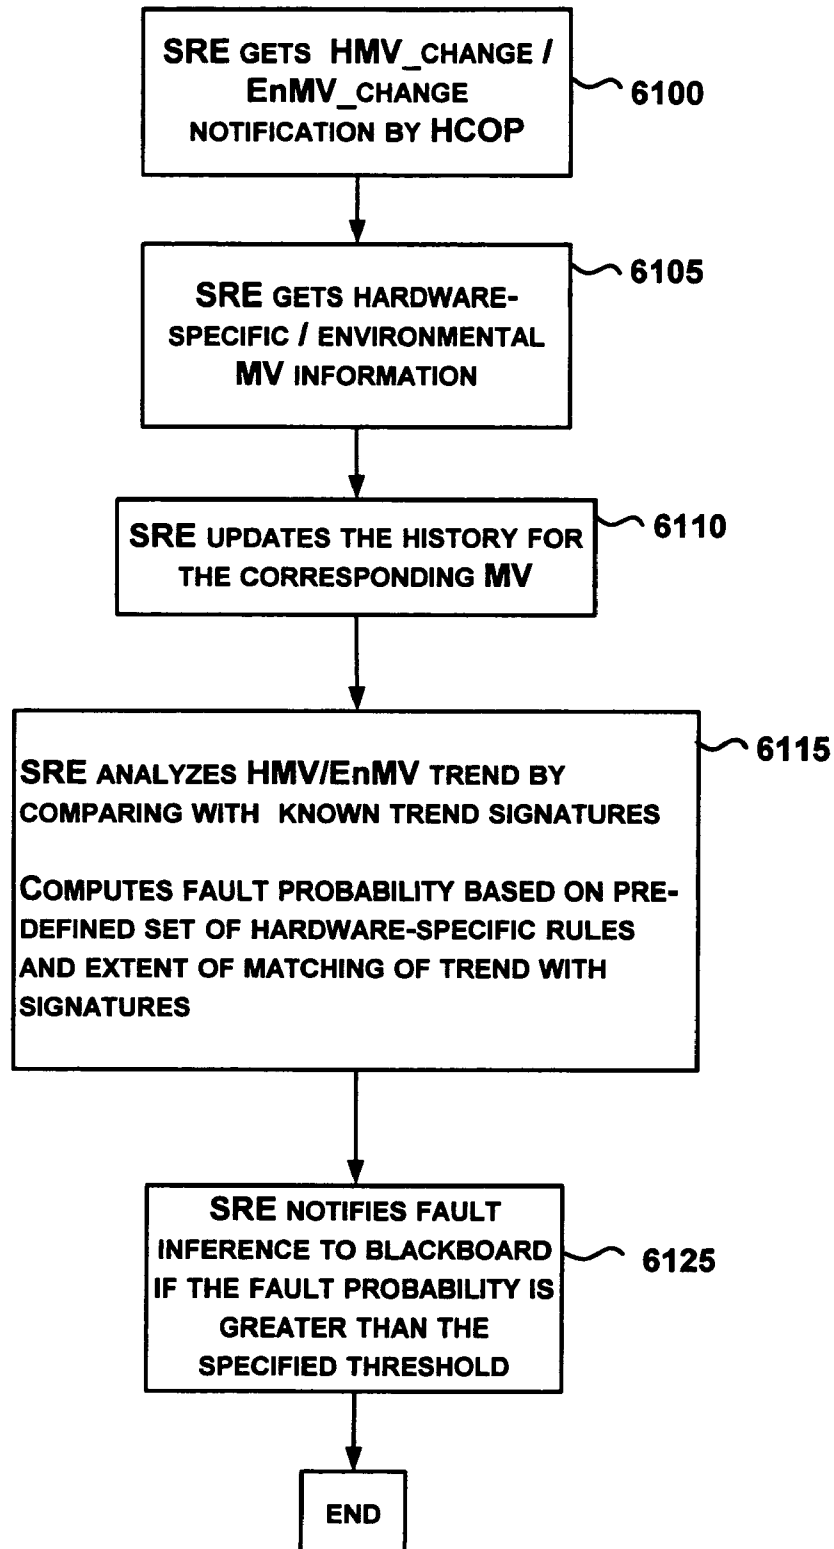 SRE GETS HMV_CHANGE /
EnMV_CHANGE
NOTIFICATION BY HCOP
6100
SRE GETS HARDWARE-
SPECIFIC / ENVIRONMENTAL
MV INFORMATION
6105
SRE UPDATES THE HISTORY FOR
THE CORRESPONDING MV
6110
SRE ANALYZES HMV/EnMV TREND BY
COMPARING WITH KNOWN TREND SIGNATURES
COMPUTES FAULT PROBABILITY BASED ON PRE-
DEFINED SET OF HARDWARE-SPECIFIC RULES
AND EXTENT OF MATCHING OF TREND WITH
SIGNATURES
6115
SRE NOTIFIES FAULT
INFERENCE TO BLACKBOARD
IF THE FAULT PROBABILITY IS
GREATER THAN THE
SPECIFIED THRESHOLD
6125
END